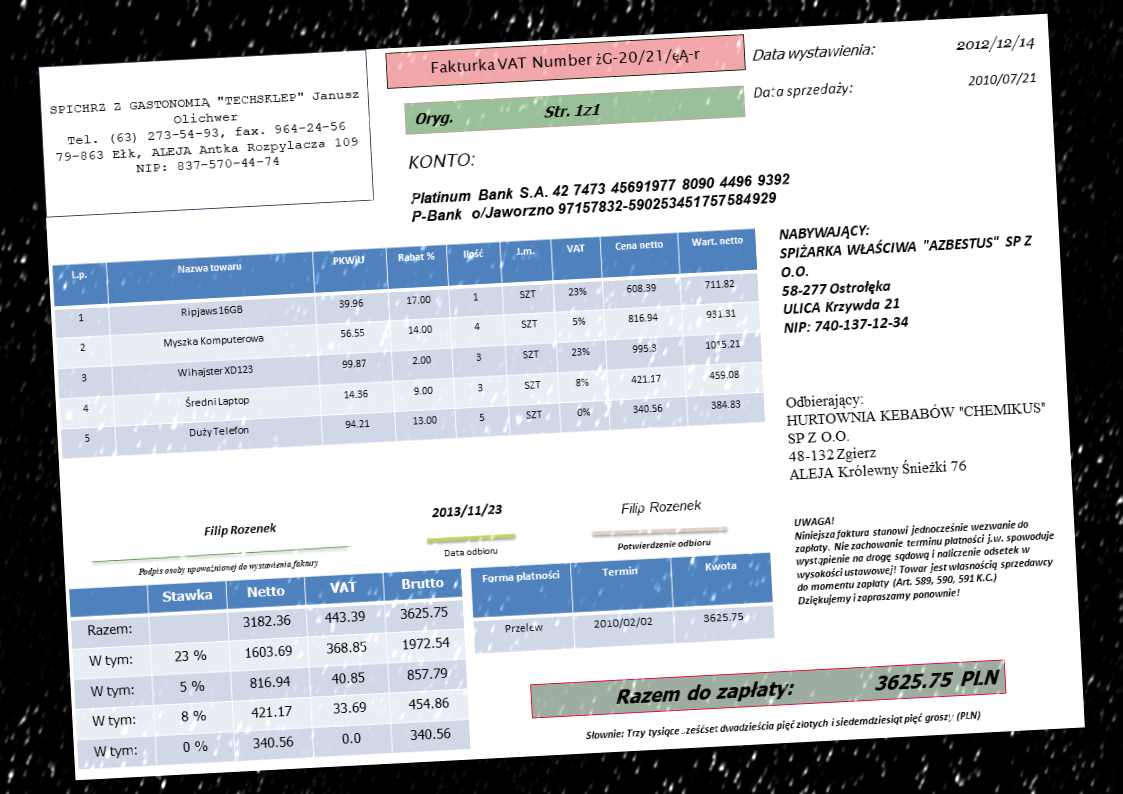 SPICHRZ Z GASTONOMIĄ "TECHSKLEP" Janusz
Olichwer
Tel. (63) 273-54-93, fax. 964-24-56
79-863 Ełk, ALEJA Antka Rozpylacza 109
NIP: 837-570-44-74
Fakturka VAT Number żG-20/21/ęĄ-r
Oryg. Str. 1z1
Data wystawienia: 2012/12/14
Data sprzedaży: 2010/07/21
KONTO:
Platinum Bank S.A. 42 7473 45691977 8090 4496 9392
P-Bank o/Jaworzno 97157832-590253451757584929
NABYWAJĄCY:
SPIŻARKA WŁAŚCIWA "AZBESTUS" SP Z
O.O.
58-277 Ostrołęka
ULICA Krzywda 21
NIP: 740-137-12-34
L.p. Nazwa towaru PKWiU Rabat % Ilość J.m. VAT Cena netto Wart. netto
1 Ripjaws16GB 39.96 17.00 1 SZT 23% 608.39 711.82
2 Myszka Komputerowa 56.55 14.00 4 SZT 5% 816.94 931.31
3 Wihajster XD123 99.87 2.00 3 SZT 23% 995.3 1015.21
4 Średni Laptop 14.36 9.00 3 SZT 8% 421.17 459.08
5 Duży Telefon 94.21 13.00 5 SZT 0% 340.56 384.83
Odbierający:
HURTOWNIA KEBABÓW "CHEMIKUS"
SP Z O.O.
48-132 Zgierz
ALEJA Królewny Śnieżki 76
Filip Rozenek
Podpis osoby upoważnionej do wystawienia faktury
2013/11/23
Data odbioru
Filip Rozenek
Potwierdzenie odbioru
UWAGA!
Niniejsza faktura stanowi jednocześnie wezwanie do
zapłaty. Nie zachowanie terminu płatności j.w. spowoduje
wystąpienie na drogę sądową i naliczenie odsetek w
wysokości ustawowej! Towar jest własnością sprzedawcy
do momentu zapłaty (Art. 589, 590, 591 K.C.)
Dziękujemy i zapraszamy ponownie!
Stawka Netto VAT Brutto
Razem: 3182.36 443.39 3625.75
W tym: 23 % 1603.69 368.85 1972.54
W tym: 5 % 816.94 40.85 857.79
W tym: 8 % 421.17 33.69 454.86
W tym: 0 % 340.56 0.0 340.56
Forma płatności Termin Kwota
Przelew 2010/02/02 3625.75
Razem do zapłaty: 3625.75 PLN
Słownie: Trzy tysiące sześćset dwadzieścia pięć złotych i siedemdziesiąt pięć groszy (PLN)